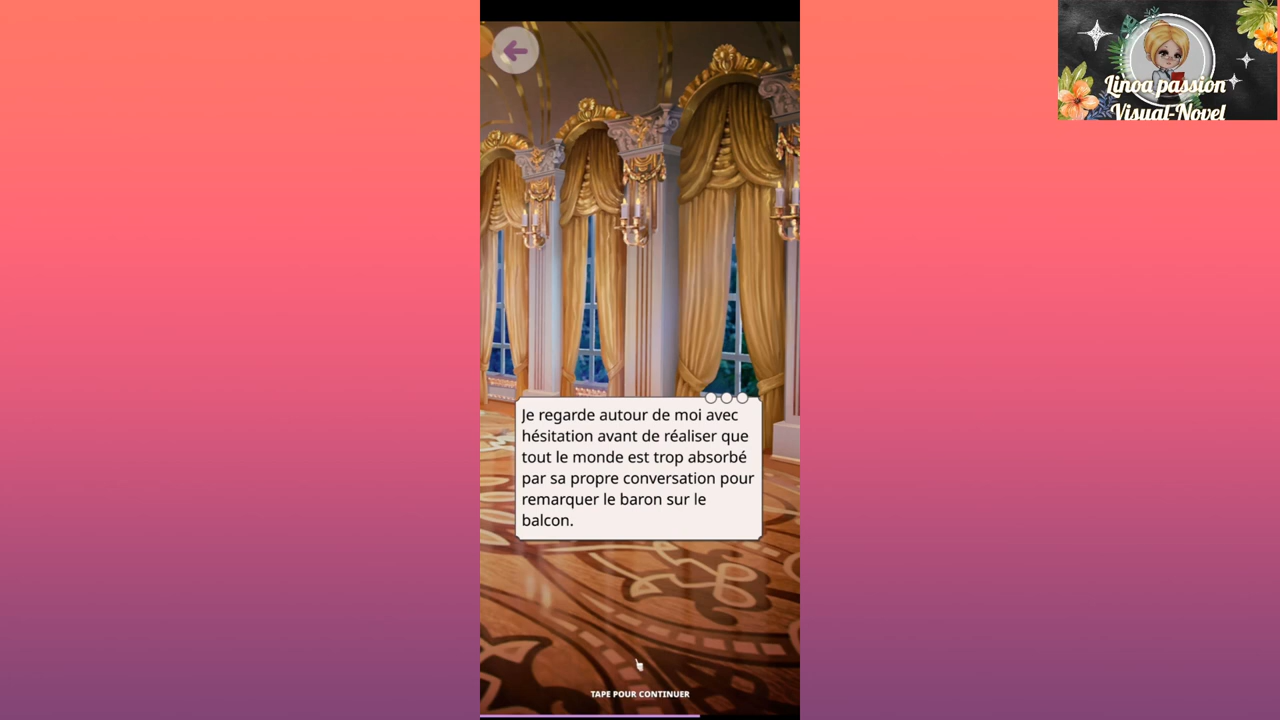 Linoa passion
Visual-Novel
Je regarde autour de moi avec
hésitation avant de réaliser que
tout le monde est trop absorbé
par sa propre conversation pour
remarquer le baron sur le
balcon.
TAPE POUR CONTINUER